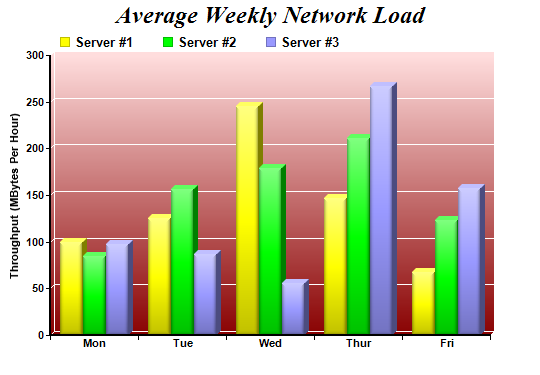 Average Weekly Network Load
Server #1 Server #2 Server #3
Throughput (MBytes Per Hour)
300
250
200
150
100
50
0
Mon Tue Wed Thur Fri